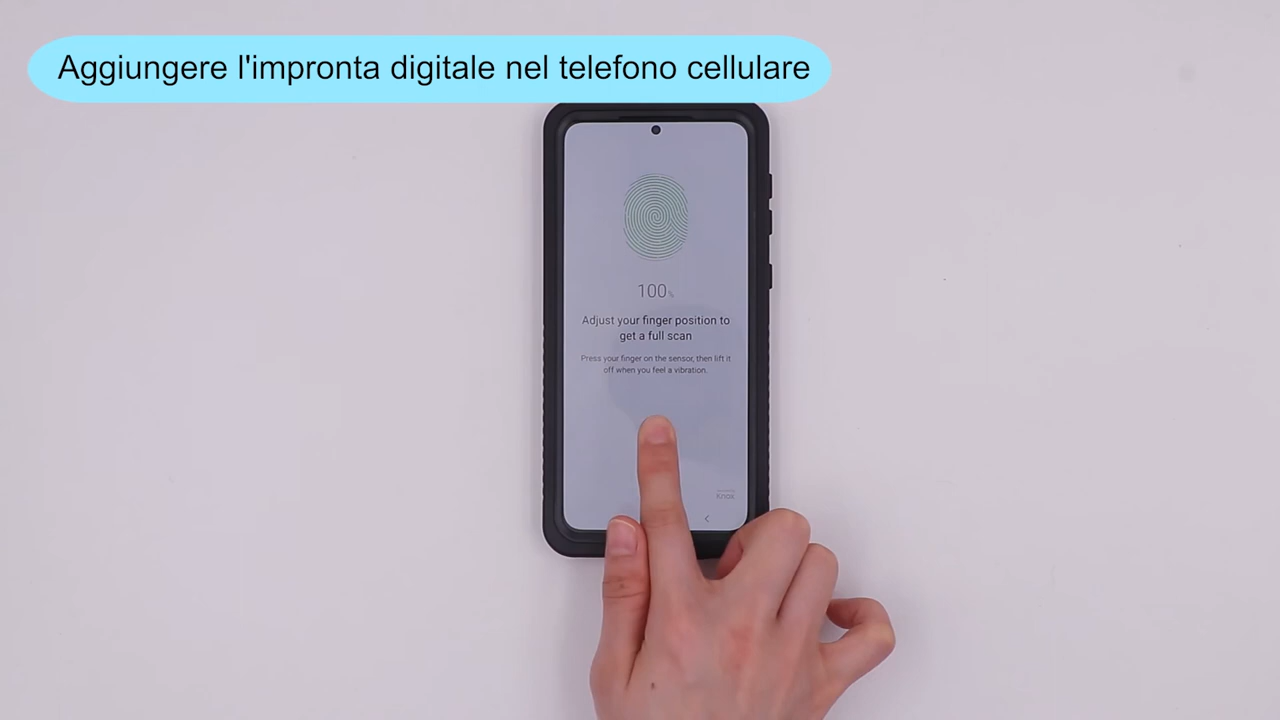 Aggiungere l'impronta digitale nel telefono cellulare
100%
Adjust your finger position to
get a full scan
Press your finger on the sensor, then lift it
off when you feel a vibration.
Knox